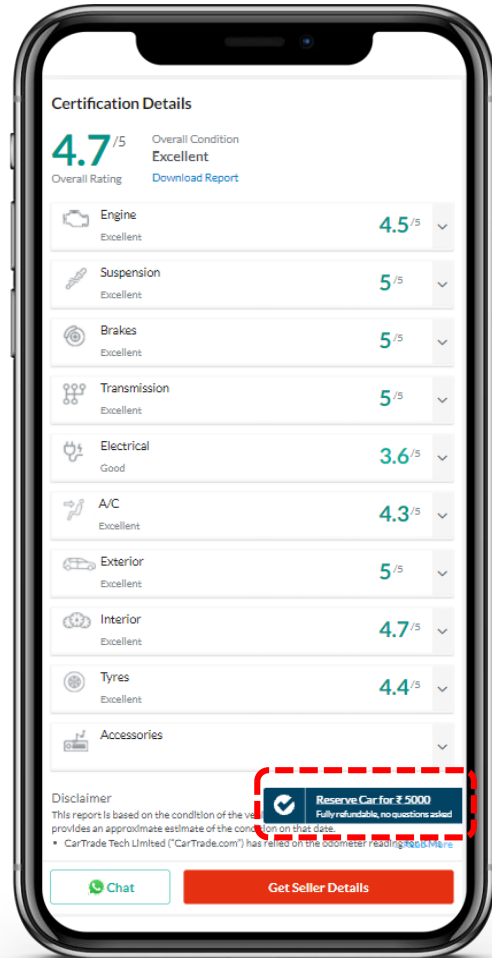 Certification Details
4.7/5
Overall Rating
Overall Condition
Excellent
Download Report
Engine
Excellent
4.5/5
Suspension
Excellent
5/5
Brakes
Excellent
5/5
Transmission
Excellent
5/5
Electrical
Good
3.6/5
A/C
Excellent
4.3/5
Exterior
Excellent
5/5
Interior
Excellent
4.7/5
Tyres
Excellent
4.4/5
Accessories
Disclaimer
Reserve Car for ₹ 5000
Fully refundable, no questions asked
This report is based on the condition of the
provides an approximate estimate of the condition on that date.
• CarTrade Tech Limited ("CarTrade.com") has relied on the odometer reading
Chat
Get Seller Details